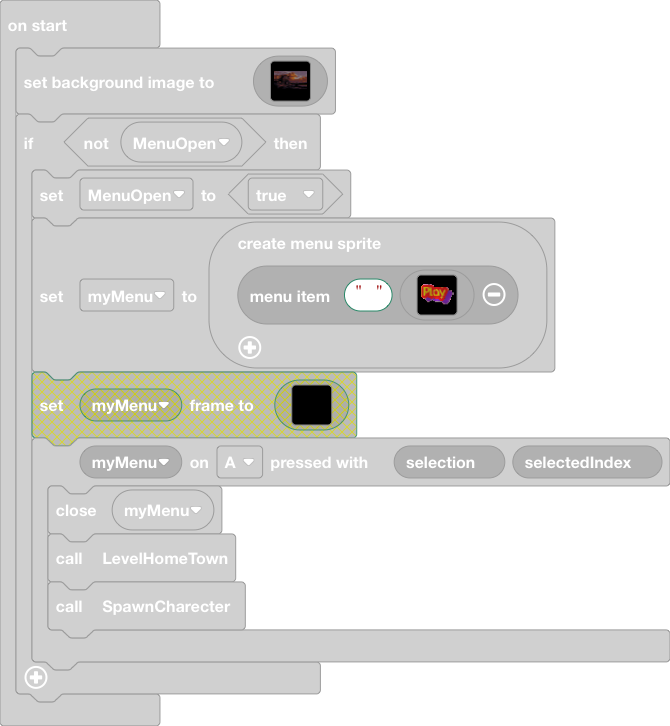 on start
set background image to
if not MenuOpen then
set MenuOpen to true
create menu sprite
set myMenu to menu item " " Play
set myMenu frame to
myMenu on A pressed with selection selectedIndex
close myMenu
call LevelHomeTown
call SpawnCharecter